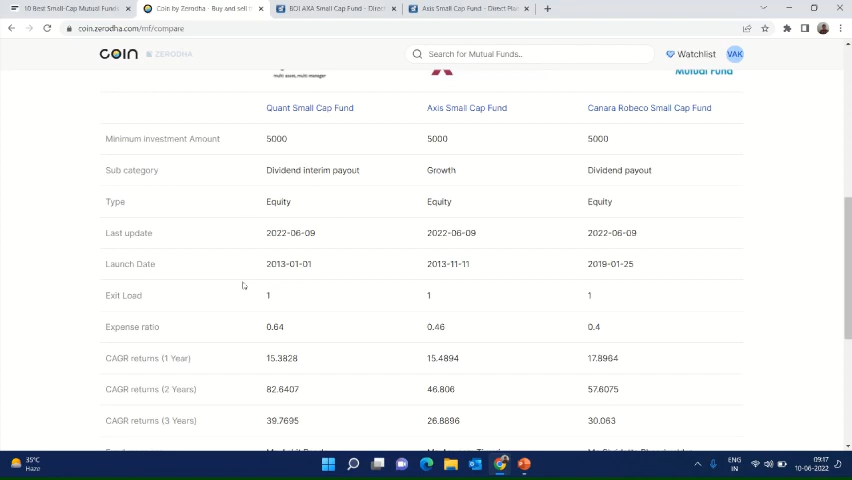 10 Best Small-Cap Mutual Funds
Coin by Zerodha - Buy and sell
BOI AXA Small Cap Fund - Direct
Axis Small Cap Fund - Direct Plan
coin.zerodha.com/mf/compare
COIN ZERODHA
Search for Mutual Funds..
Watchlist
VAK
multi asset, multi-manager
Mutual Fund
Quant Small Cap Fund Axis Small Cap Fund Canara Robeco Small Cap Fund
Minimum investment Amount 5000 5000 5000
Sub category Dividend interim payout Growth Dividend payout
Type Equity Equity Equity
Last update 2022-06-09 2022-06-09 2022-06-09
Launch Date 2013-01-01 2013-11-11 2019-01-25
Exit Load 1 1 1
Expense ratio 0.64 0.46 0.4
CAGR returns (1 Year) 15.3828 15.4894 17.8964
CAGR returns (2 Years) 82.6407 46.806 57.6075
CAGR returns (3 Years) 39.7695 26.8896 30.063
35°C
Haze
ENG
IN
09:17
10-06-2022